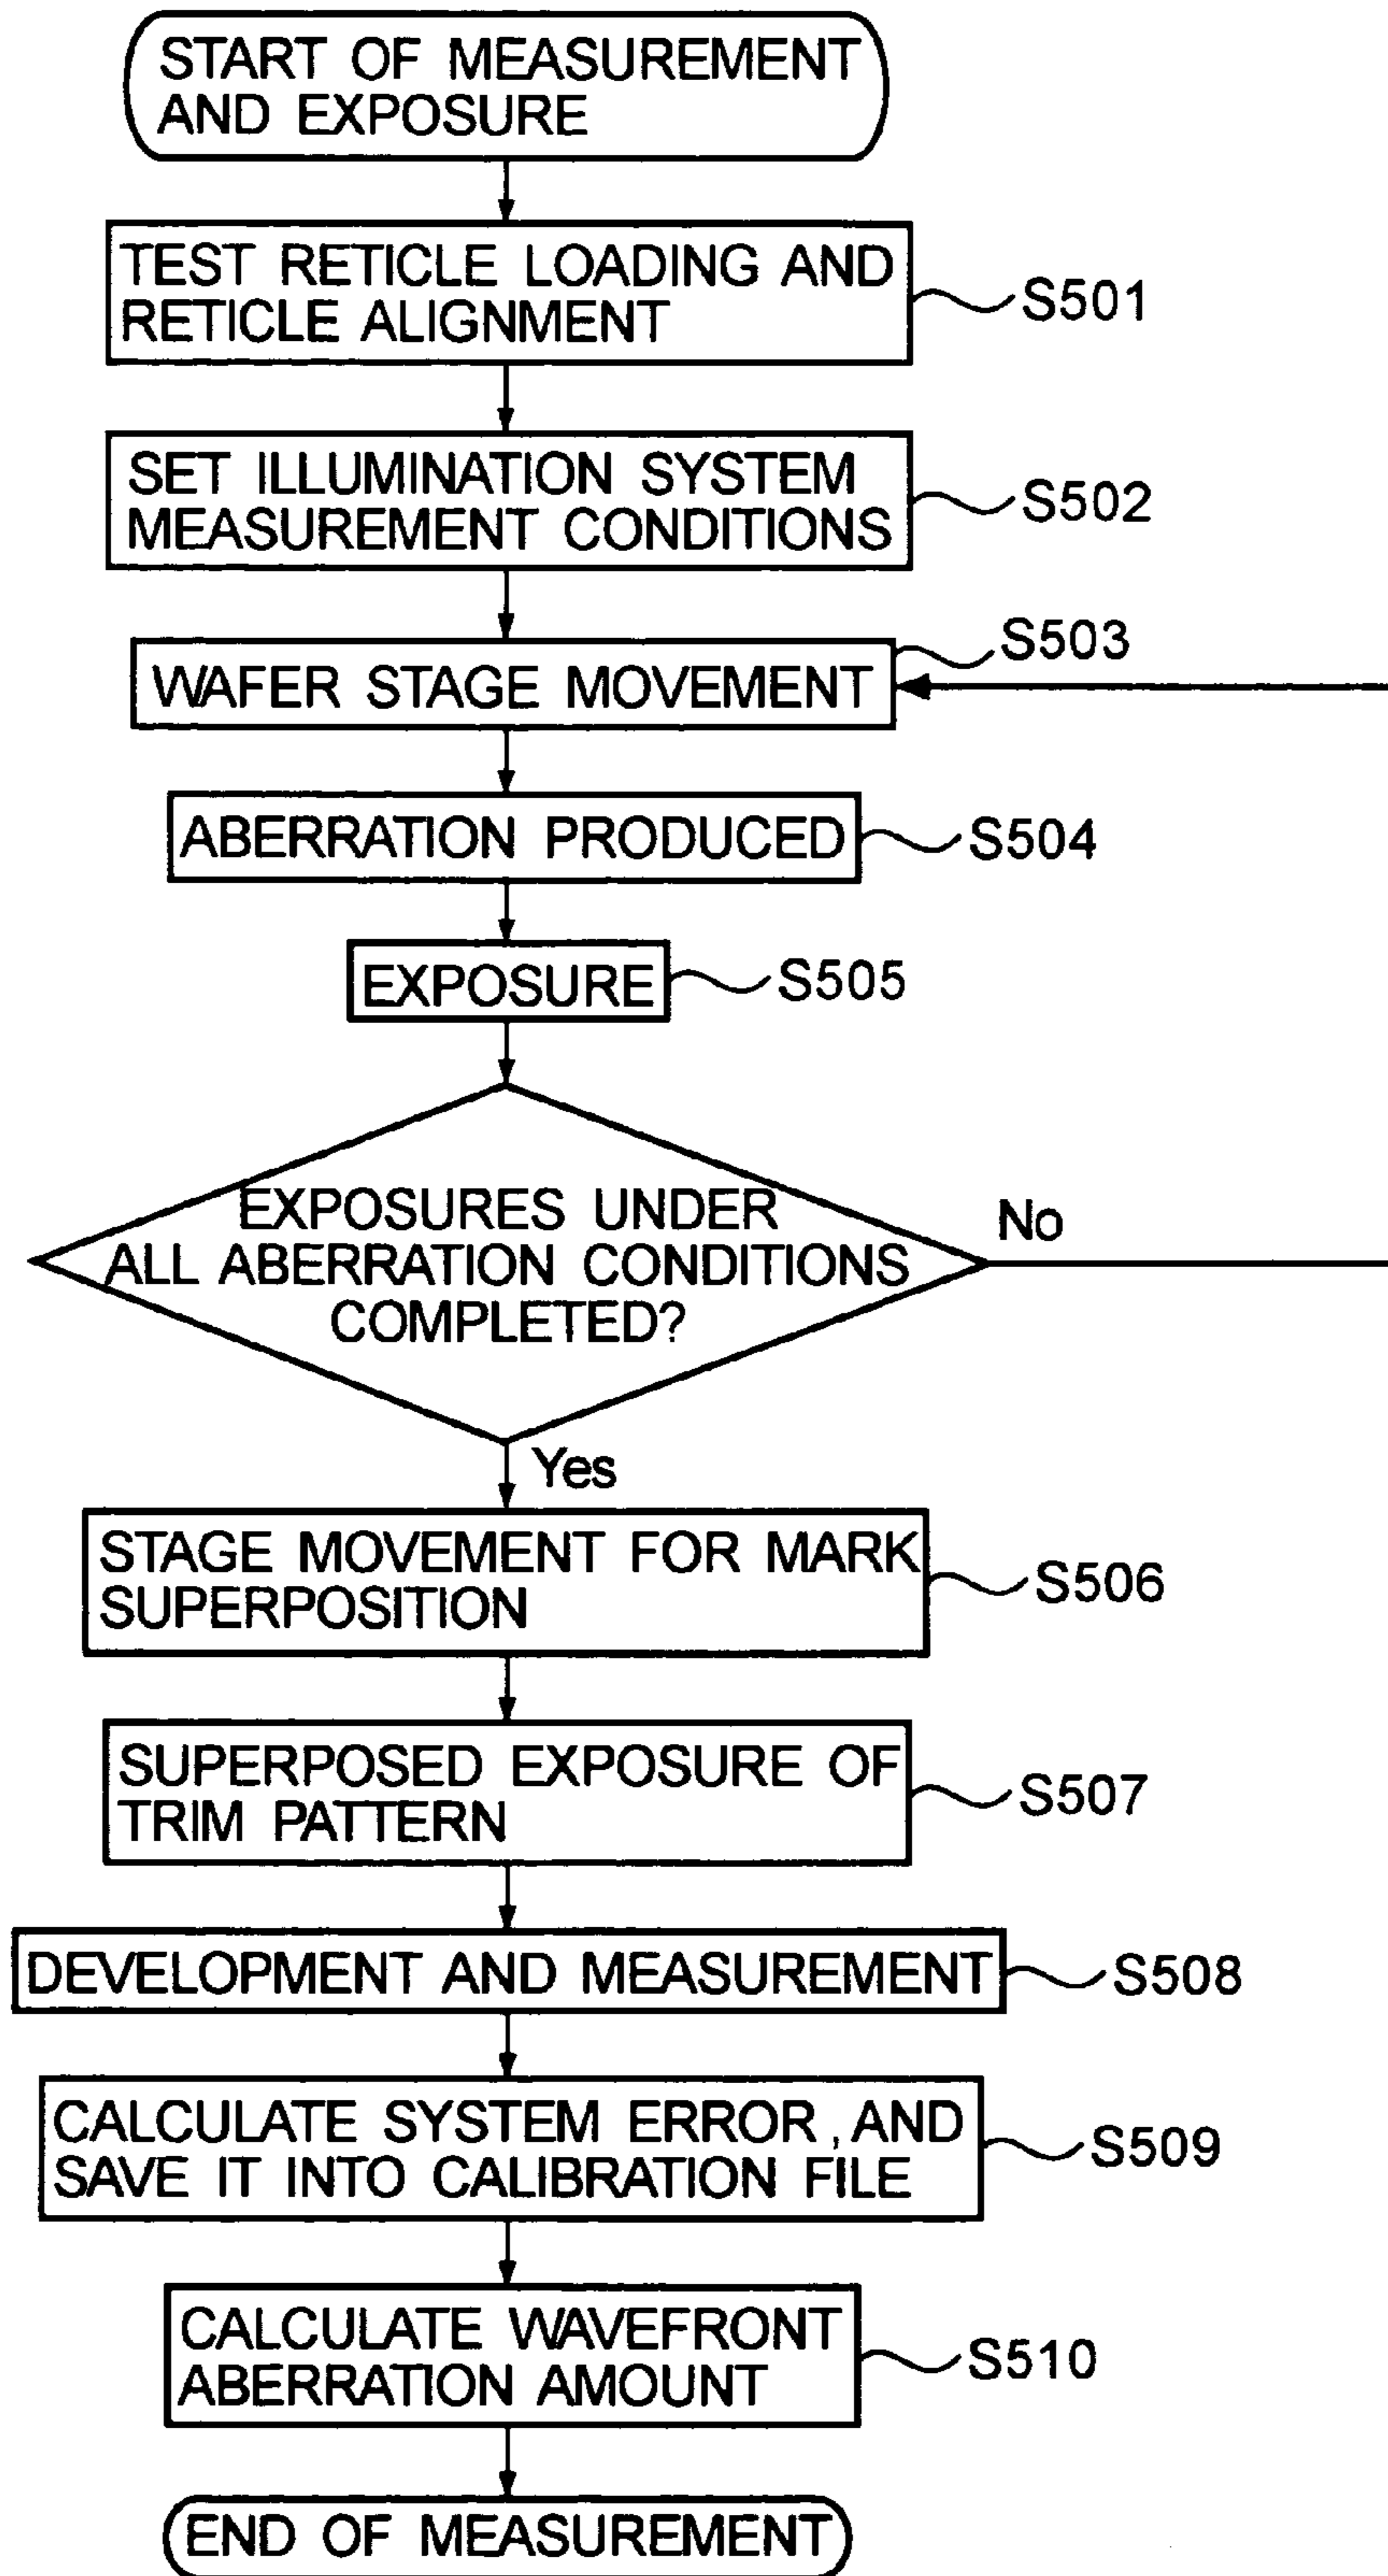 START OF MEASUREMENT
AND EXPOSURE
TEST RETICLE LOADING AND
RETICLE ALIGNMENT
S501
SET ILLUMINATION SYSTEM
MEASUREMENT CONDITIONS
S502
S503
WAFER STAGE MOVEMENT
ABERRATION PRODUCED
S504
EXPOSURE
S505
EXPOSURES UNDER
ALL ABERRATION CONDITIONS
COMPLETED?
No
Yes
STAGE MOVEMENT FOR MARK
SUPERPOSITION
S506
SUPERPOSED EXPOSURE OF
TRIM PATTERN
S507
DEVELOPMENT AND MEASUREMENT
S508
CALCULATE SYSTEM ERROR, AND
SAVE IT INTO CALIBRATION FILE
S509
CALCULATE WAVEFRONT
ABERRATION AMOUNT
S510
END OF MEASUREMENT